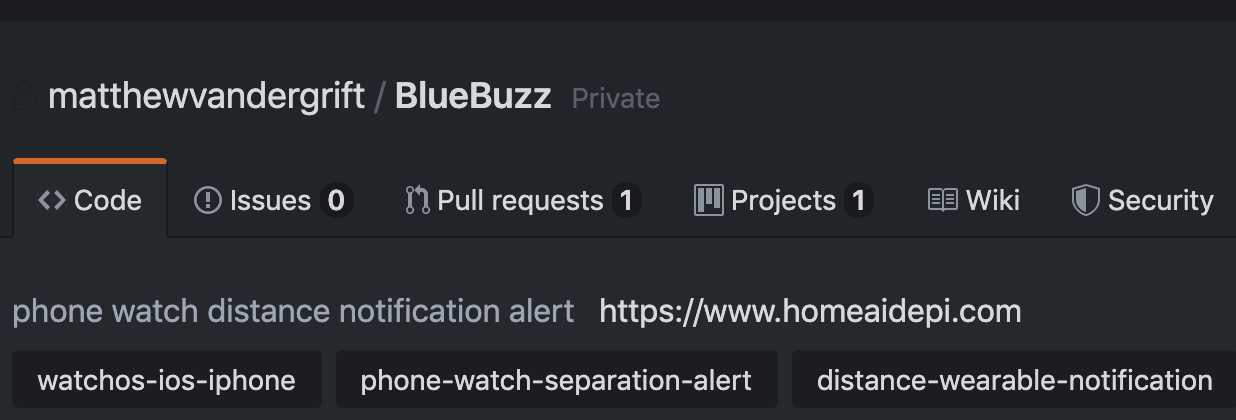 matthewvandergrift / BlueBuzz Private
Code Issues 0 Pull requests 1 Projects 1 Wiki Security
phone watch distance notification alert https://www.homeaidepi.com
watchos-ios-iphone phone-watch-separation-alert distance-wearable-notification